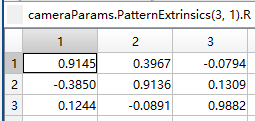 cameraParams.PatternExtrinsics(3, 1).R
1 2 3
1 0.9145 0.3967 -0.0794
2 -0.3850 0.9136 0.1309
3 0.1244 -0.0891 0.9882